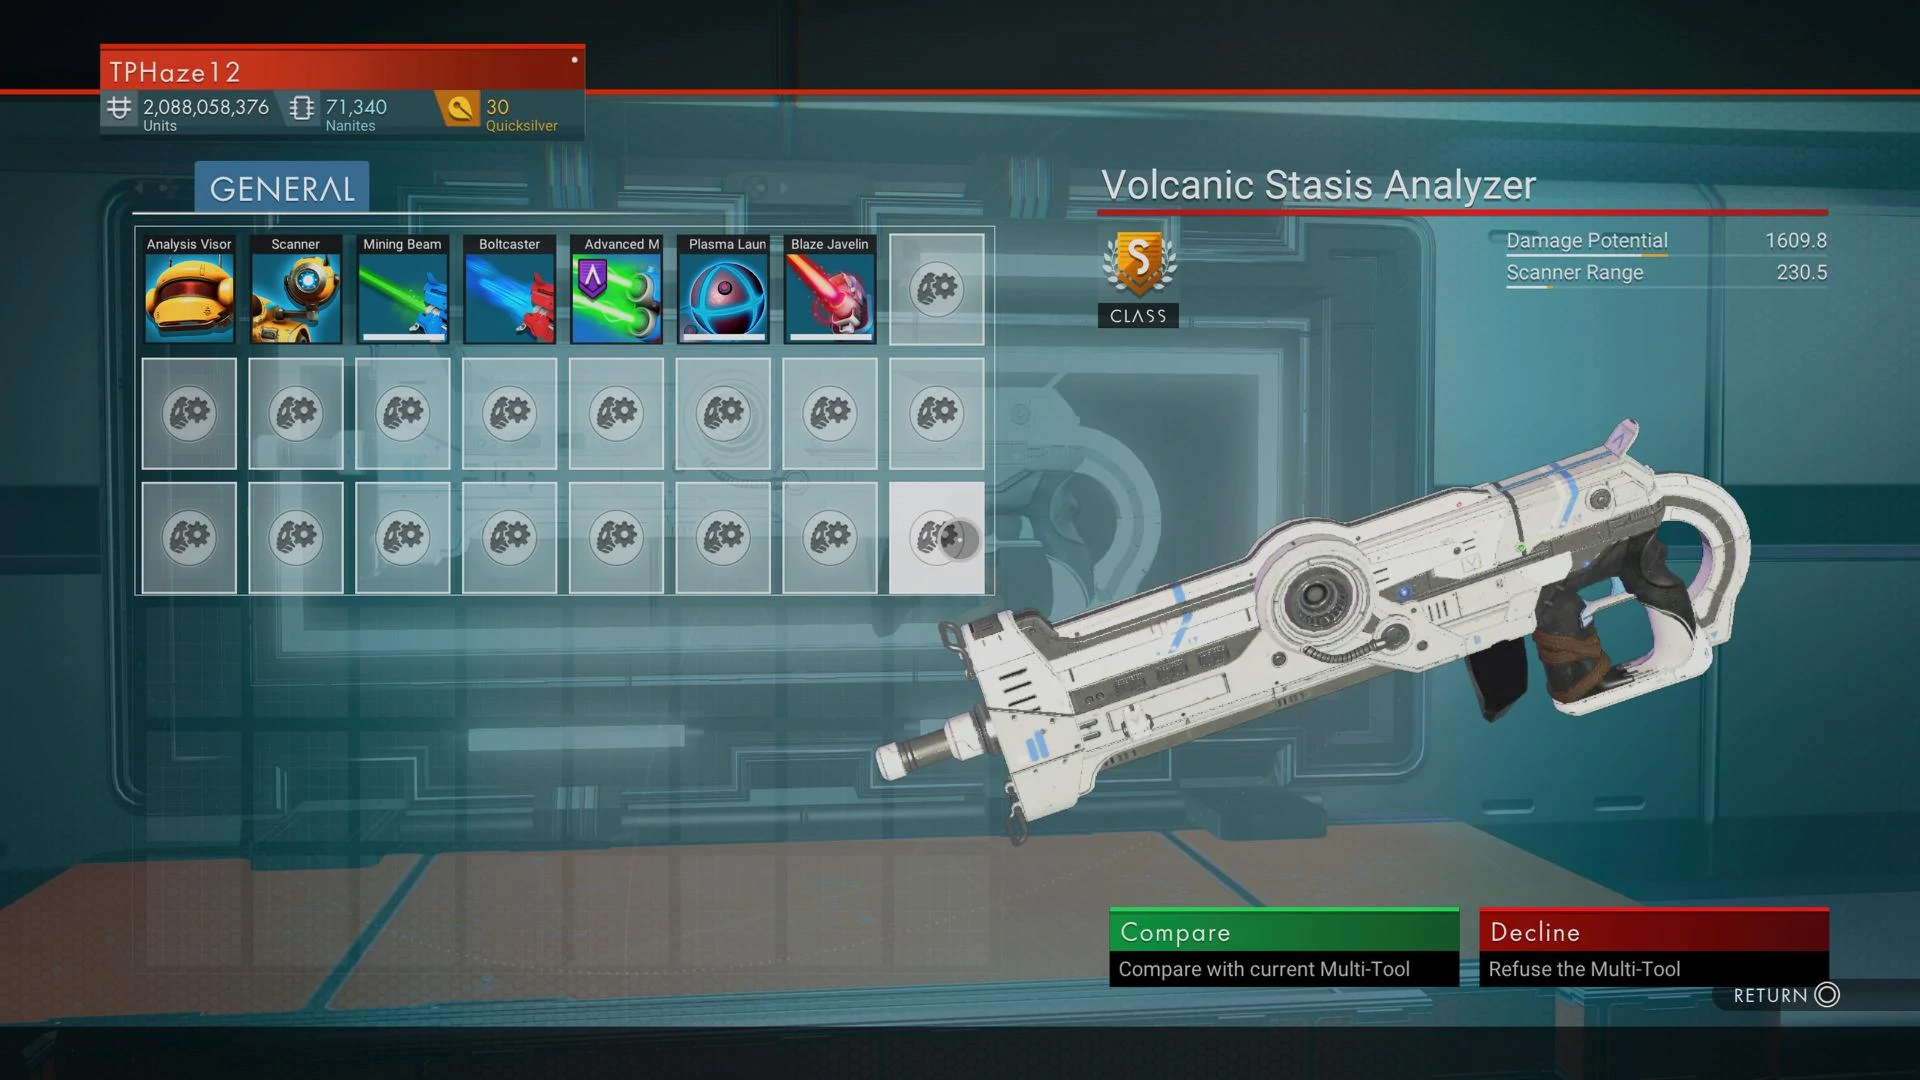 TPHaze12
2,088,058,376
Units
71,340
Nanites
30
Quicksilver
GENERAL
Analysis Visor
Scanner
Mining Beam
Boltcaster
Advanced M
Plasma Laun
Blaze Javelin
Volcanic Stasis Analyzer
S
CLASS
Damage Potential 1609.8
Scanner Range 230.5
Compare
Compare with current Multi-Tool
Decline
Refuse the Multi-Tool
RETURN